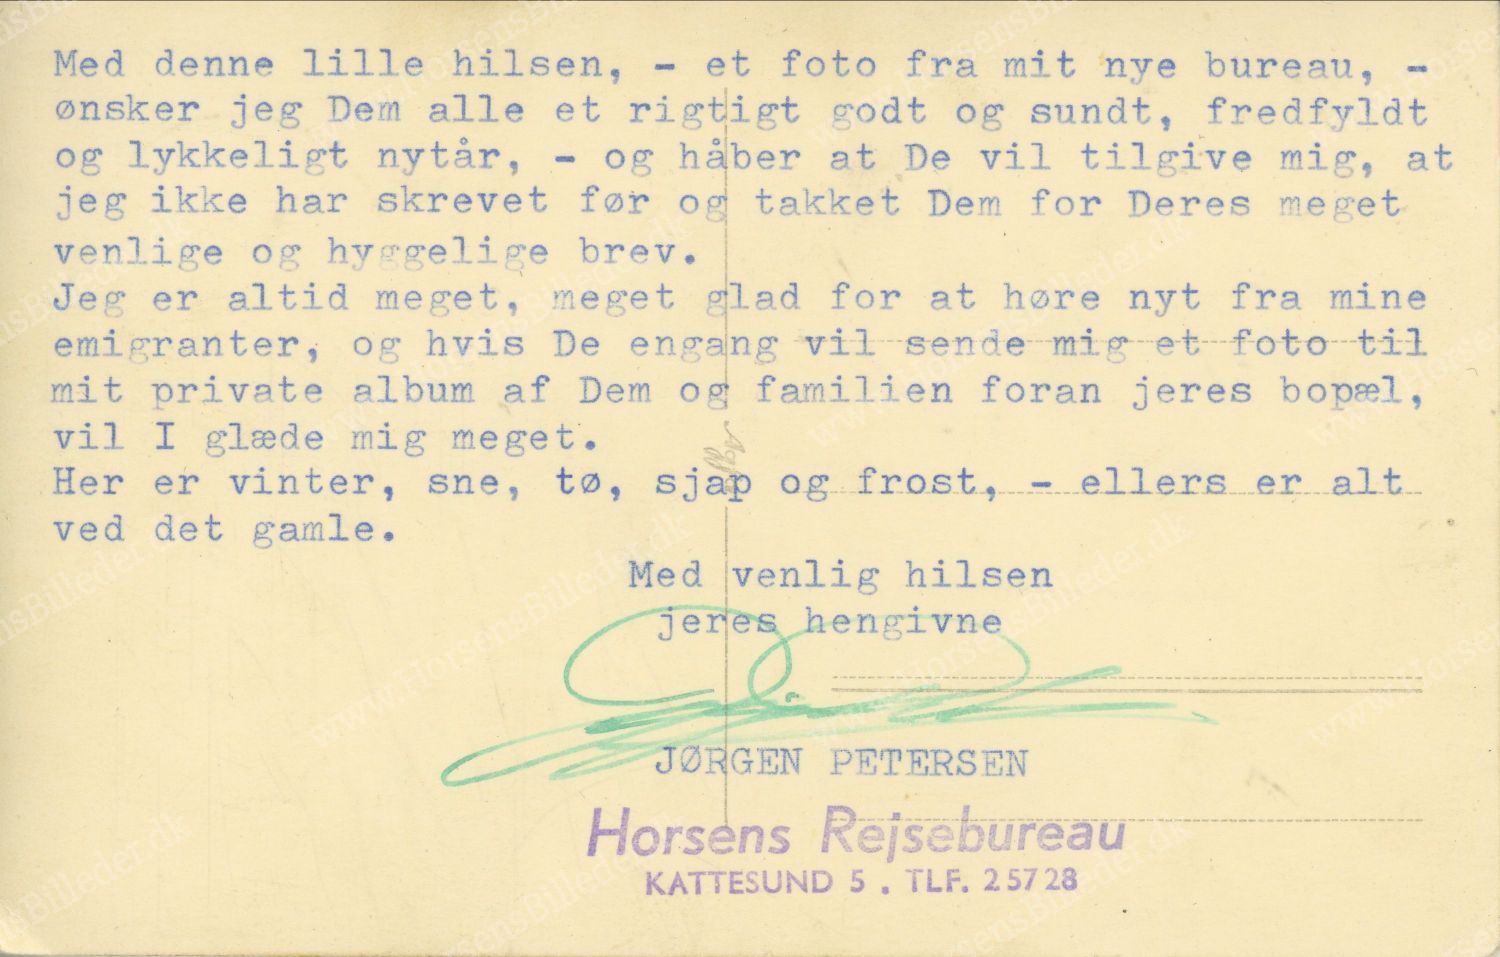 Med denne lille hilsen, - et foto fra mit nye bureau, -
ønsker jeg Dem alle et rigtigt godt og sundt, fredfyldt
og lykkeligt nytår, - og håber at De vil tilgive mig, at
jeg ikke har skrevet før og takket Dem for Deres meget
venlige og hyggelige brev.
Jeg er altid meget, meget glad for at høre nyt fra mine
emigranter, og hvis De engang vil sende mig et foto til
mit private album af Dem og familien foran jeres bopæl,
vil I glæde mig meget.
Her er vinter, sne, tø, sjap og frost, - ellers er alt
ved det gamle.
Med venlig hilsen
jeres hengivne
JØRGEN PETERSEN
Horsens Rejsebureau
KATTESUND 5 . TLF. 25728
www.HorsensBilleder.dk